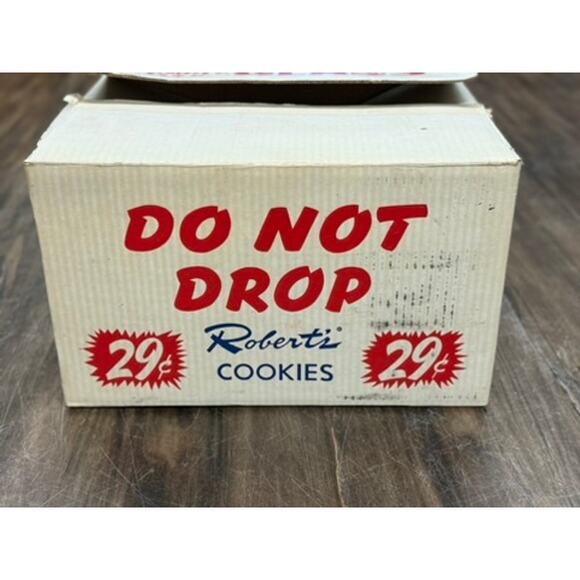 DO NOT
DROP
29¢ Robert's 29¢
COOKIES